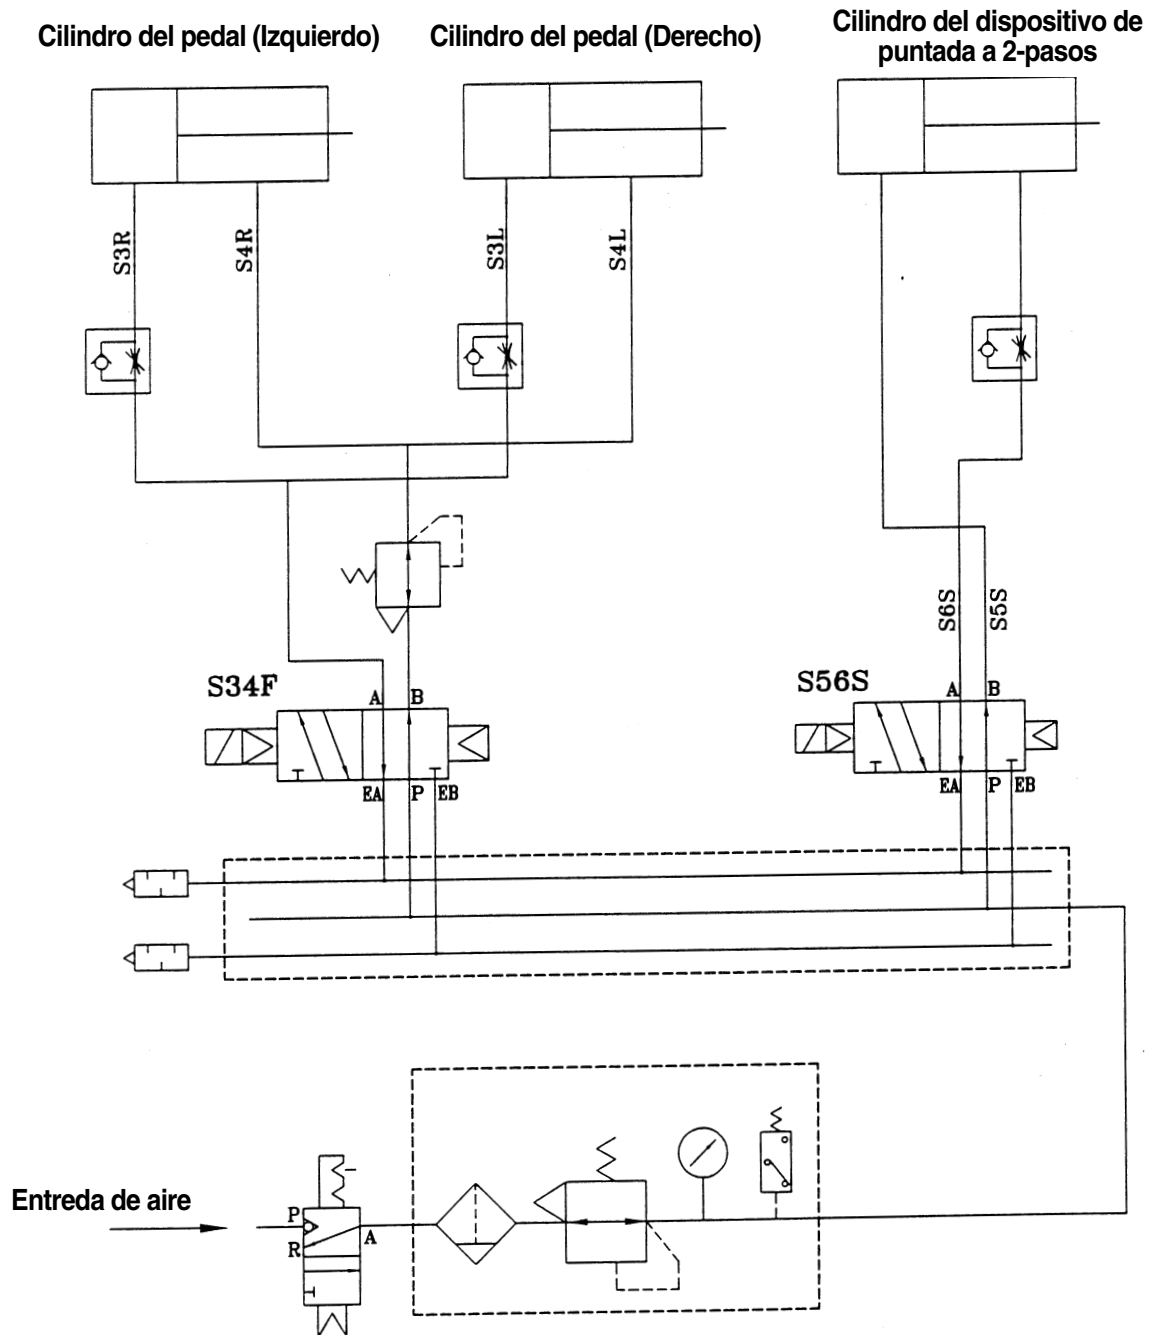 Cilindro del pedal (Izquierdo)
Cilindro del pedal (Derecho)
Cilindro del dispositivo de
puntada a 2-pasos
S3R
S4R
S3L
S4L
S6S
S5S
S34F
A
B
EA
P
EB
S56S
A
B
EA
P
EB
Entreda de aire
P
R
A